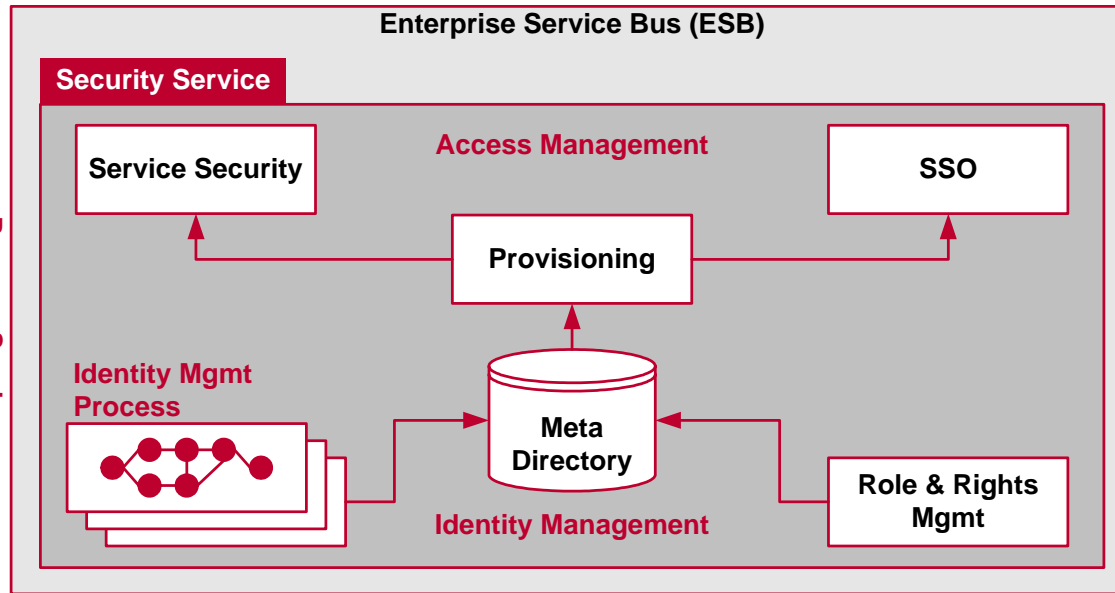 Enterprise Service Bus (ESB)
Security Service
Access Management
Service Security
SSO
Provisioning
Identity Mgmt
Process
Meta
Directory
Role & Rights
Mgmt
Identity Management